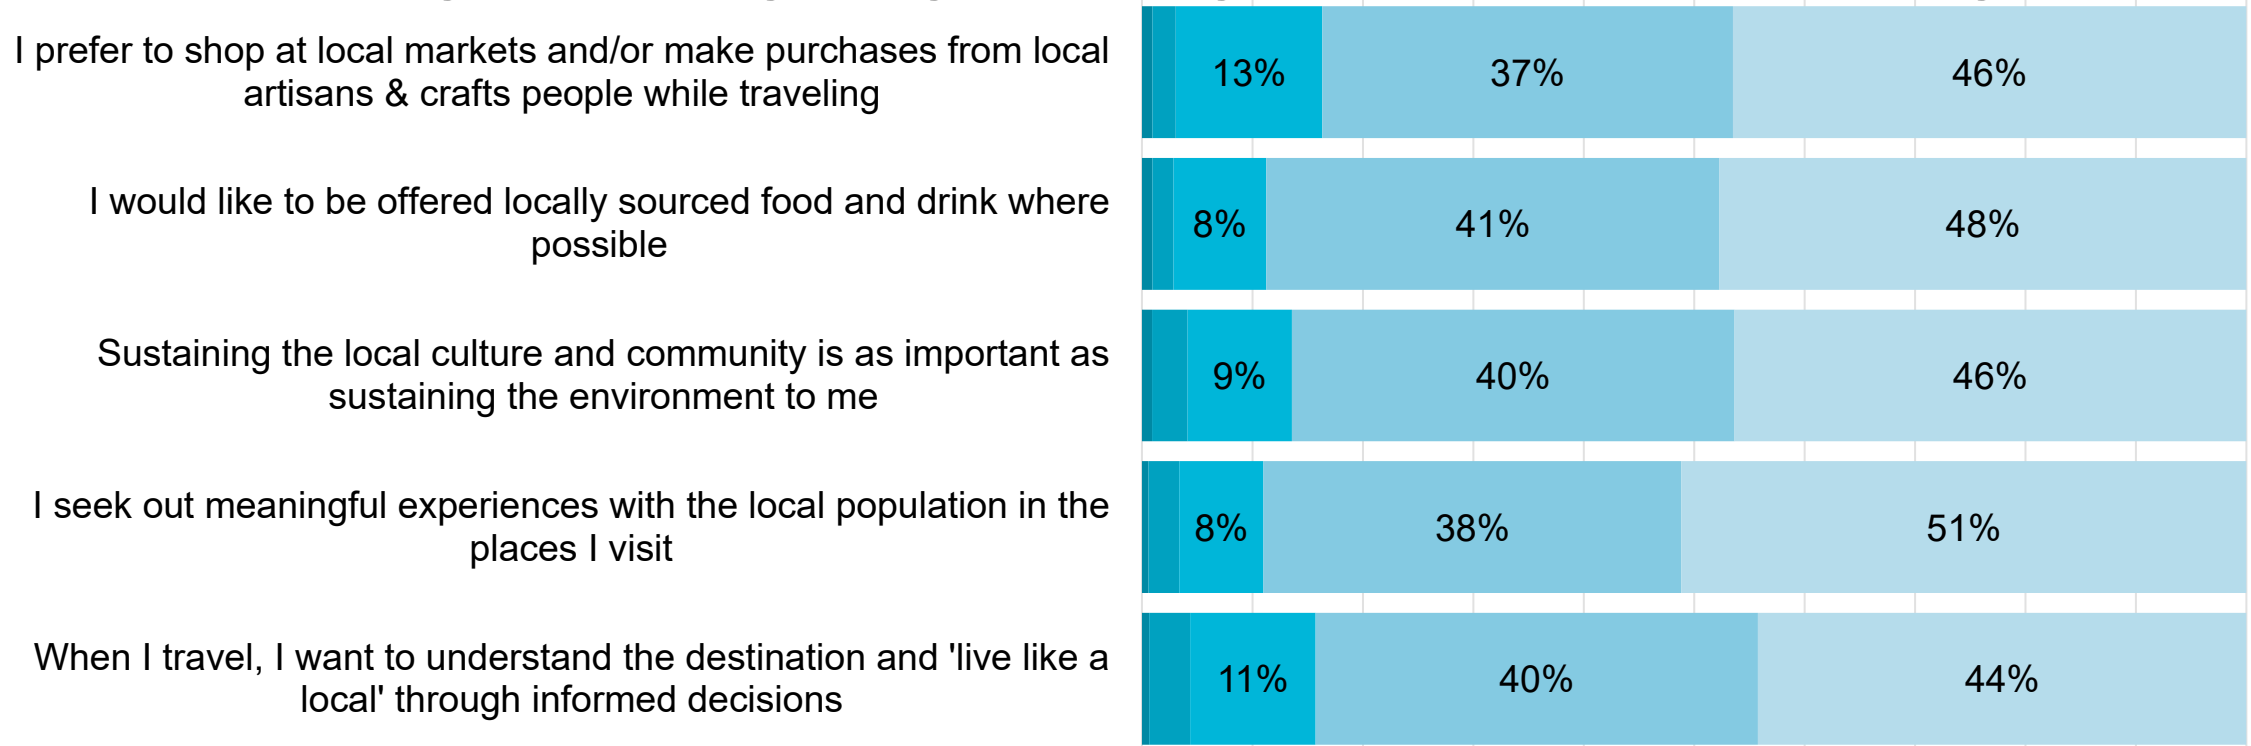 I prefer to shop at local markets and/or make purchases from local
artisans & crafts people while traveling
13% 37% 46%
I would like to be offered locally sourced food and drink where
possible
8% 41% 48%
Sustaining the local culture and community is as important as
sustaining the environment to me
9% 40% 46%
I seek out meaningful experiences with the local population in the
places I visit
8% 38% 51%
When I travel, I want to understand the destination and 'live like a
local' through informed decisions
11% 40% 44%